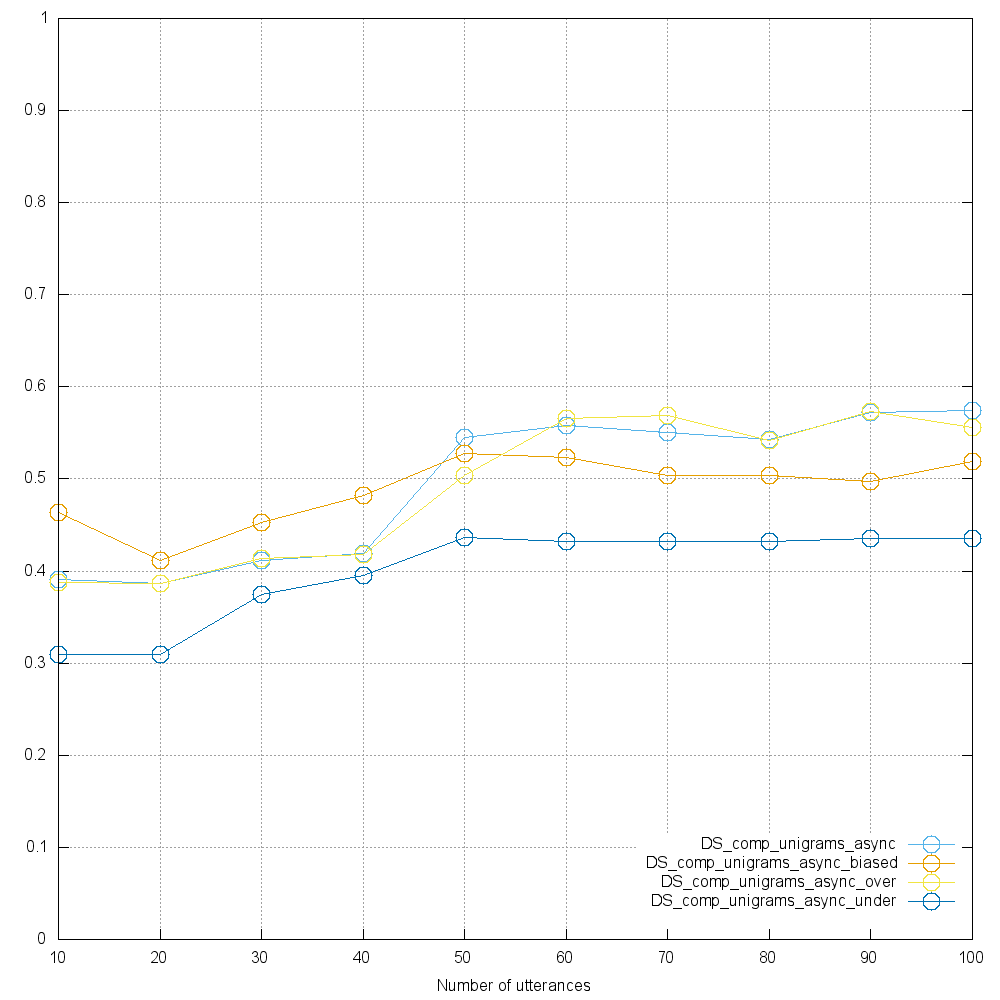 1
0.9
0.8
0.7
0.6
0.5
0.4
0.3
0.2
0.1
0
DS_comp_unigrams_async
DS_comp_unigrams_async_biased
DS_comp_unigrams_async_over
DS_comp_unigrams_async_under
10 20 30 40 50 60 70 80 90 100
Number of utterances